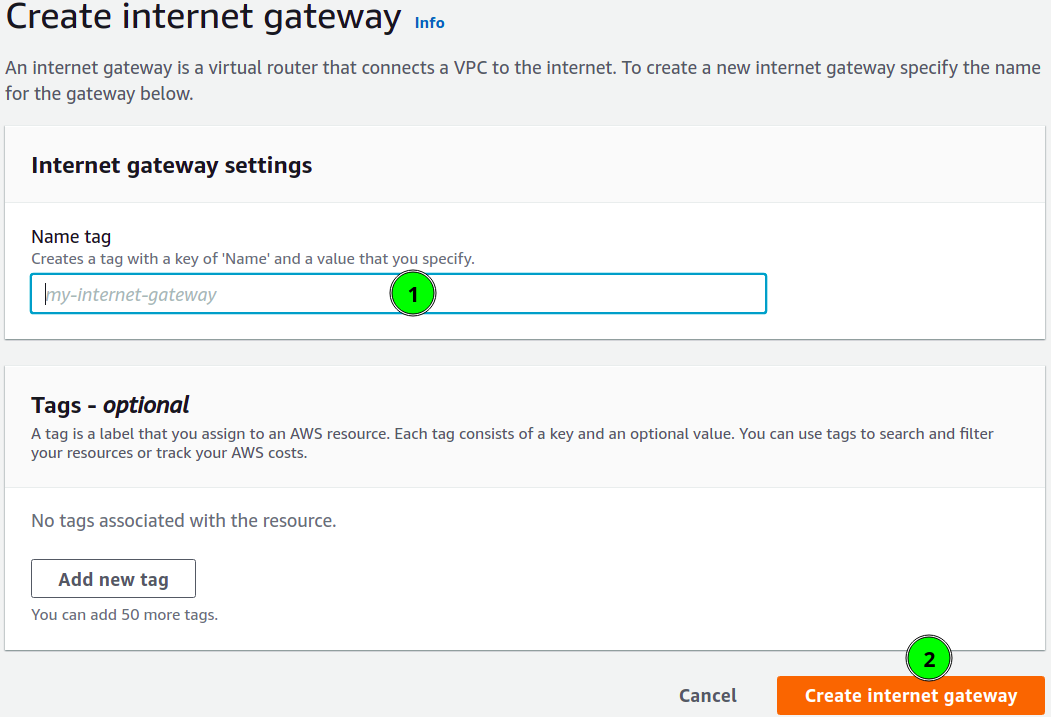 Create internet gateway Info
An internet gateway is a virtual router that connects a VPC to the internet. To create a new internet gateway specify the name
for the gateway below.
Internet gateway settings
Name tag
Creates a tag with a key of 'Name' and a value that you specify.
my-internet-gateway
1
Tags - optional
A tag is a label that you assign to an AWS resource. Each tag consists of a key and an optional value. You can use tags to search and filter
your resources or track your AWS costs.
No tags associated with the resource.
Add new tag
You can add 50 more tags.
2
Cancel Create internet gateway